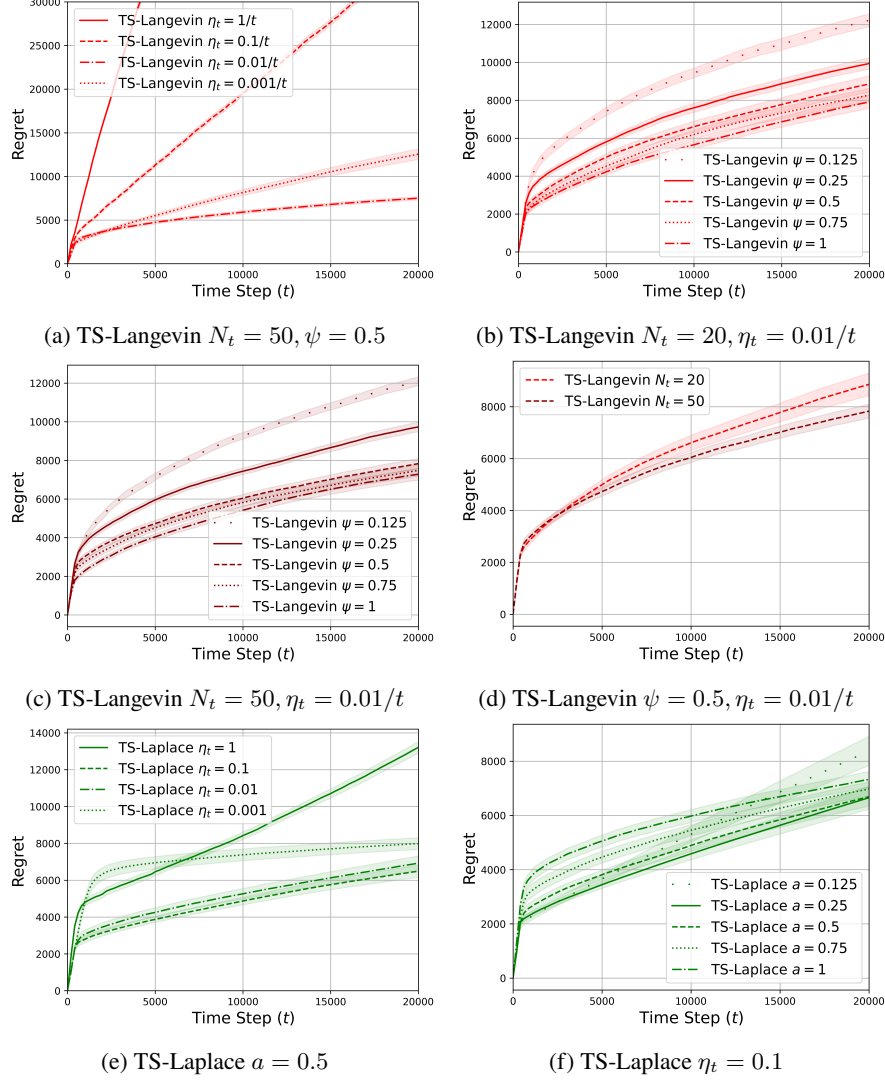 30000
25000
20000
15000
10000
5000
0
Regret
TS-Langevin η_t = 1/t
TS-Langevin η_t = 0.1/t
TS-Langevin η_t = 0.01/t
TS-Langevin η_t = 0.001/t
0 5000 10000 15000 20000
Time Step (t)
(a) TS-Langevin N_t = 50, ψ = 0.5
12000
10000
8000
6000
4000
2000
0
Regret
TS-Langevin ψ = 0.125
TS-Langevin ψ = 0.25
TS-Langevin ψ = 0.5
TS-Langevin ψ = 0.75
TS-Langevin ψ = 1
0 5000 10000 15000 20000
Time Step (t)
(b) TS-Langevin N_t = 20, η_t = 0.01/t
12000
10000
8000
6000
4000
2000
0
Regret
TS-Langevin ψ = 0.125
TS-Langevin ψ = 0.25
TS-Langevin ψ = 0.5
TS-Langevin ψ = 0.75
TS-Langevin ψ = 1
0 5000 10000 15000 20000
Time Step (t)
(c) TS-Langevin N_t = 50, η_t = 0.01/t
8000
6000
4000
2000
0
Regret
TS-Langevin N_t = 20
TS-Langevin N_t = 50
0 5000 10000 15000 20000
Time Step (t)
(d) TS-Langevin ψ = 0.5, η_t = 0.01/t
14000
12000
10000
8000
6000
4000
2000
0
Regret
TS-Laplace η_t = 1
TS-Laplace η_t = 0.1
TS-Laplace η_t = 0.01
TS-Laplace η_t = 0.001
0 5000 10000 15000 20000
Time Step (t)
(e) TS-Laplace a = 0.5
8000
6000
4000
2000
0
Regret
TS-Laplace a = 0.125
TS-Laplace a = 0.25
TS-Laplace a = 0.5
TS-Laplace a = 0.75
TS-Laplace a = 1
0 5000 10000 15000 20000
Time Step (t)
(f) TS-Laplace η_t = 0.1